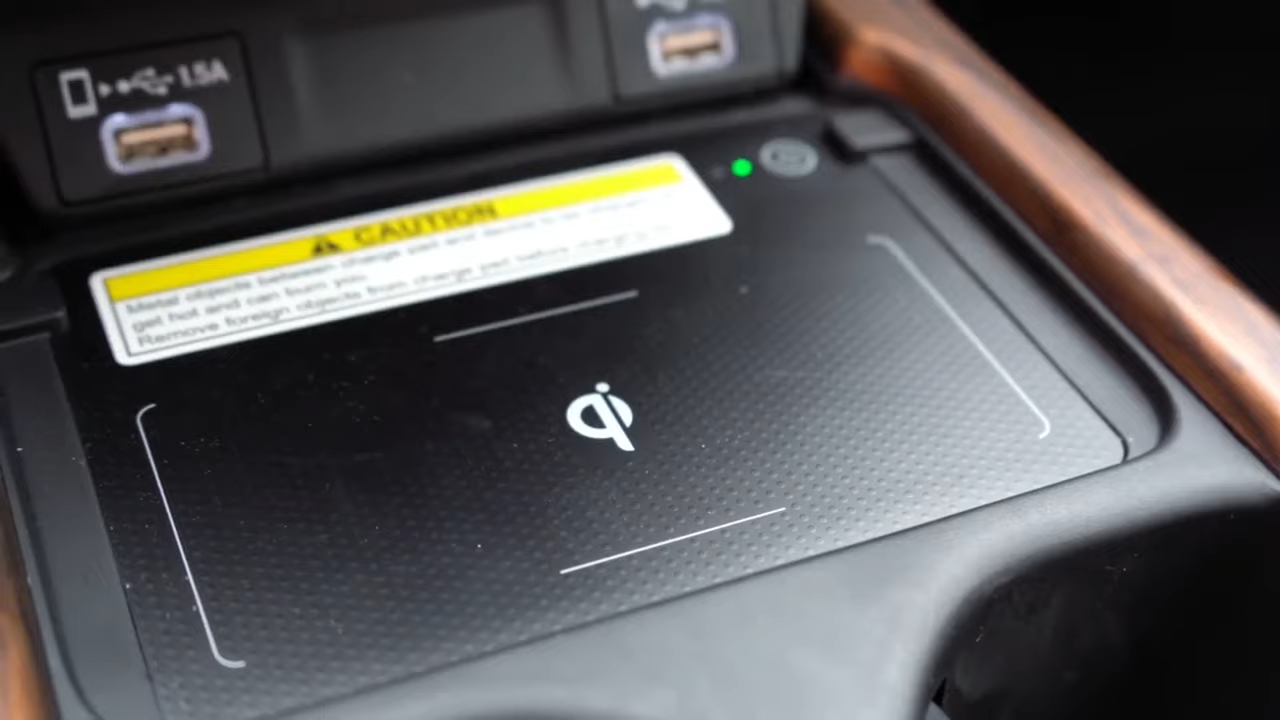 1.5A
CAUTION
Metal objects between charge pad and device to be charged
get hot and can burn you.
Remove foreign objects from charge pad before charging